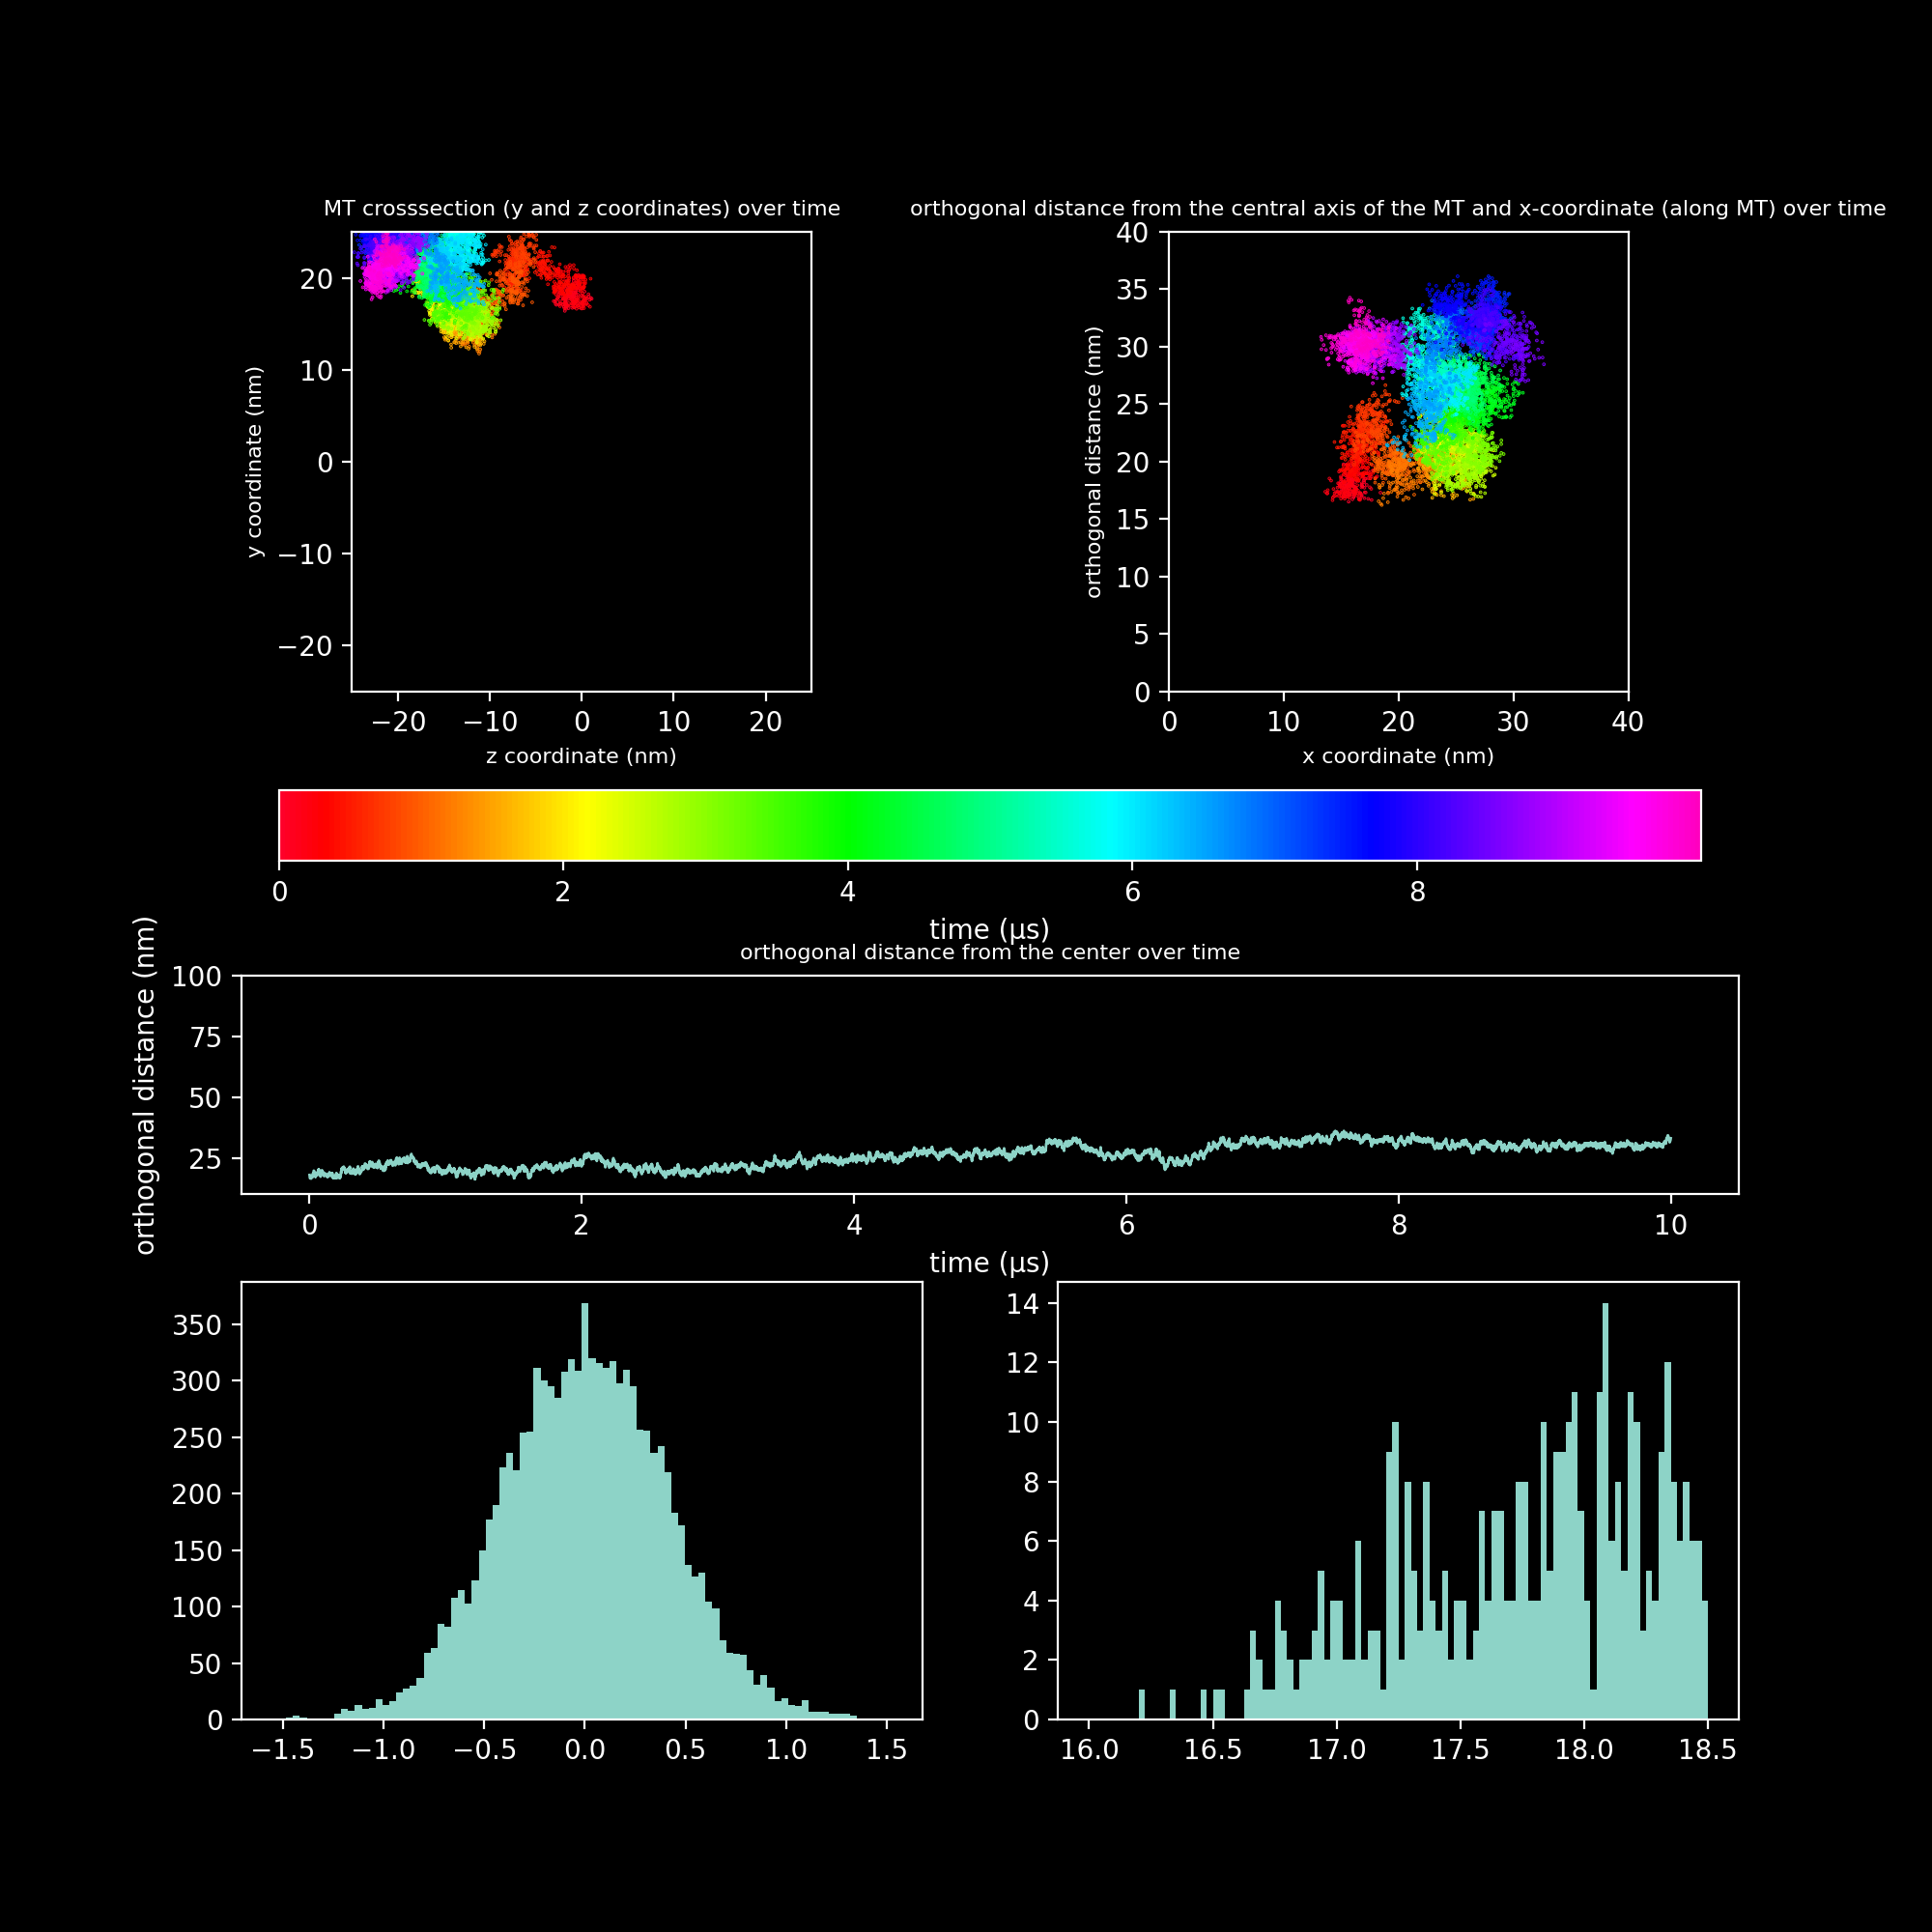 MT crosssection (y and z coordinates) over time
orthogonal distance from the central axis of the MT and x-coordinate (along MT) over time
y coordinate (nm)
20
10
0
−10
−20
−20 −10 0 10 20
z coordinate (nm)
orthogonal distance (nm)
40
35
30
25
20
15
10
5
0
0 10 20 30 40
x coordinate (nm)
0 2 4 6 8
time (µs)
orthogonal distance from the center over time
orthogonal distance (nm)
100
75
50
25
0 2 4 6 8 10
time (µs)
350
300
250
200
150
100
50
0
−1.5 −1.0 −0.5 0.0 0.5 1.0 1.5
14
12
10
8
6
4
2
0
16.0 16.5 17.0 17.5 18.0 18.5